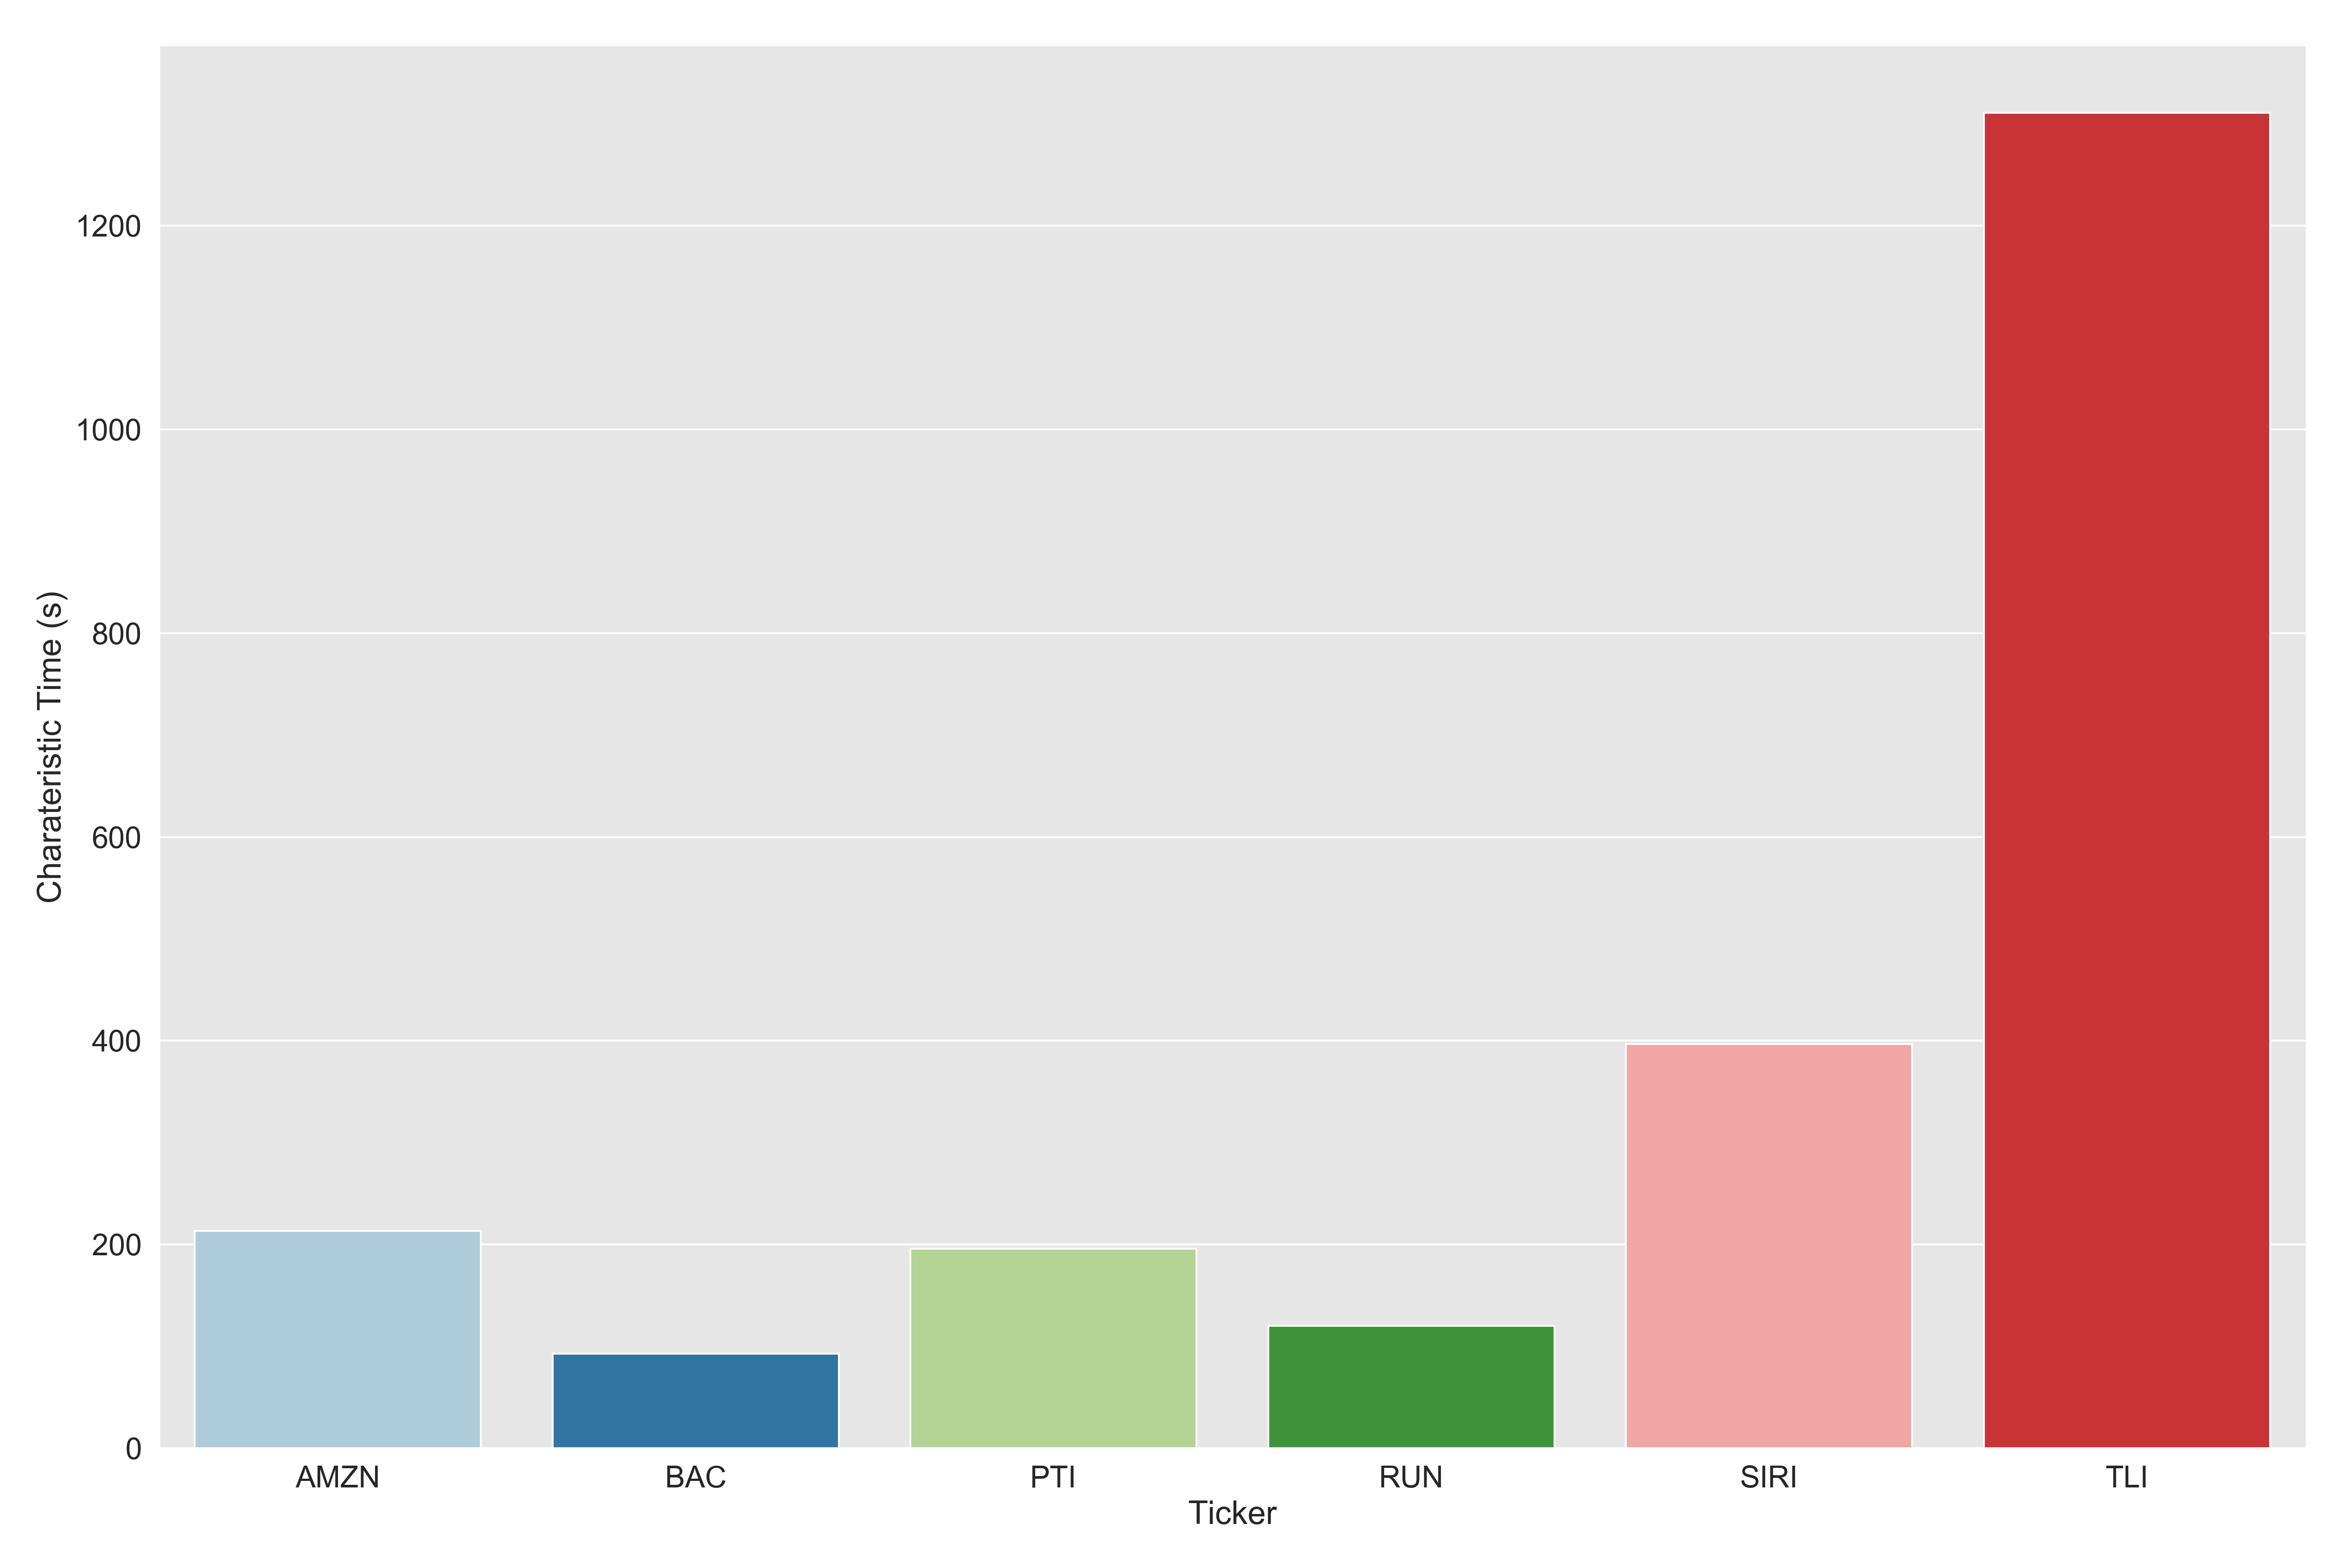 Charateristic Time (s)
1200
1000
800
600
400
200
0
AMZN BAC PTI RUN SIRI TLI
Ticker